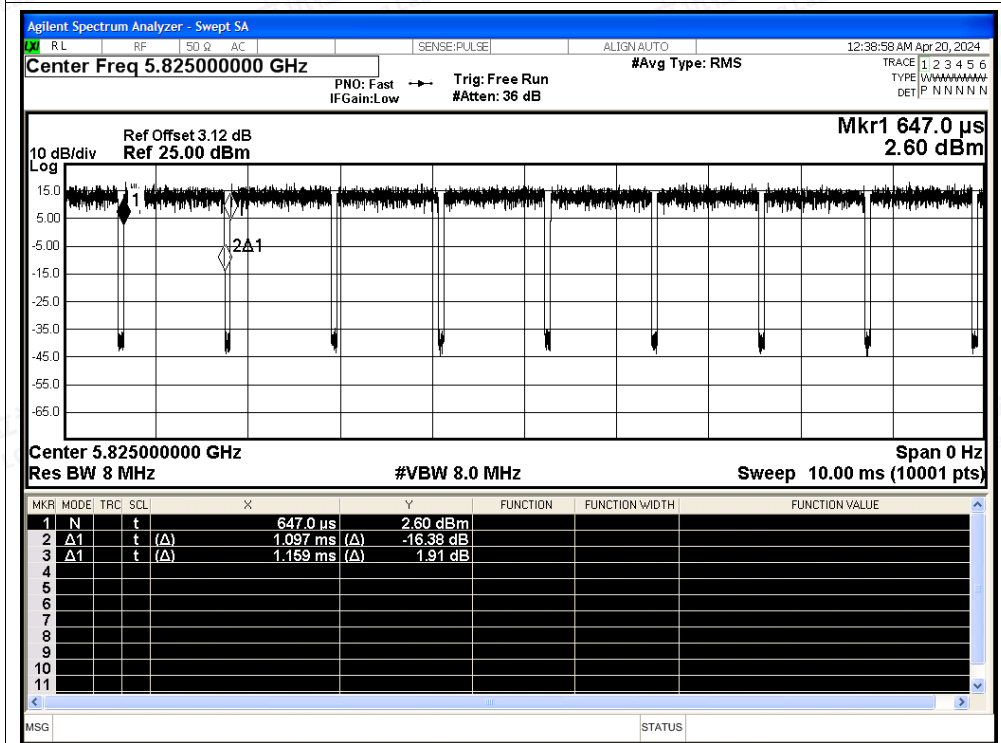 Agilent Spectrum Analyzer - Swept SA
LXI RL RF 50 Ω AC SENSE:PULSE ALIGN AUTO 12:38:58 AM Apr 20, 2024
Center Freq 5.825000000 GHz #Avg Type: RMS TRACE 1 2 3 4 5 6
PNO: Fast Trig: Free Run TYPE
IFGain:Low #Atten: 36 dB DET P N N N N N
Mkr1 647.0 µs
Ref Offset 3.12 dB
10 dB/div Ref 25.00 dBm 2.60 dBm
Log
15.0
1
5.00
-5.00
2Δ1
-15.0
-25.0
-35.0
-45.0
-55.0
-65.0
Center 5.825000000 GHz Span 0 Hz
Res BW 8 MHz #VBW 8.0 MHz Sweep 10.00 ms (10001 pts)
MKR MODE TRC SCL X Y FUNCTION FUNCTION WIDTH FUNCTION VALUE
1 N t 647.0 µs 2.60 dBm
2 Δ1 t (Δ) 1.097 ms (Δ) -16.38 dB
3 Δ1 t (Δ) 1.159 ms (Δ) 1.91 dB
4
5
6
7
8
9
10
11
MSG STATUS